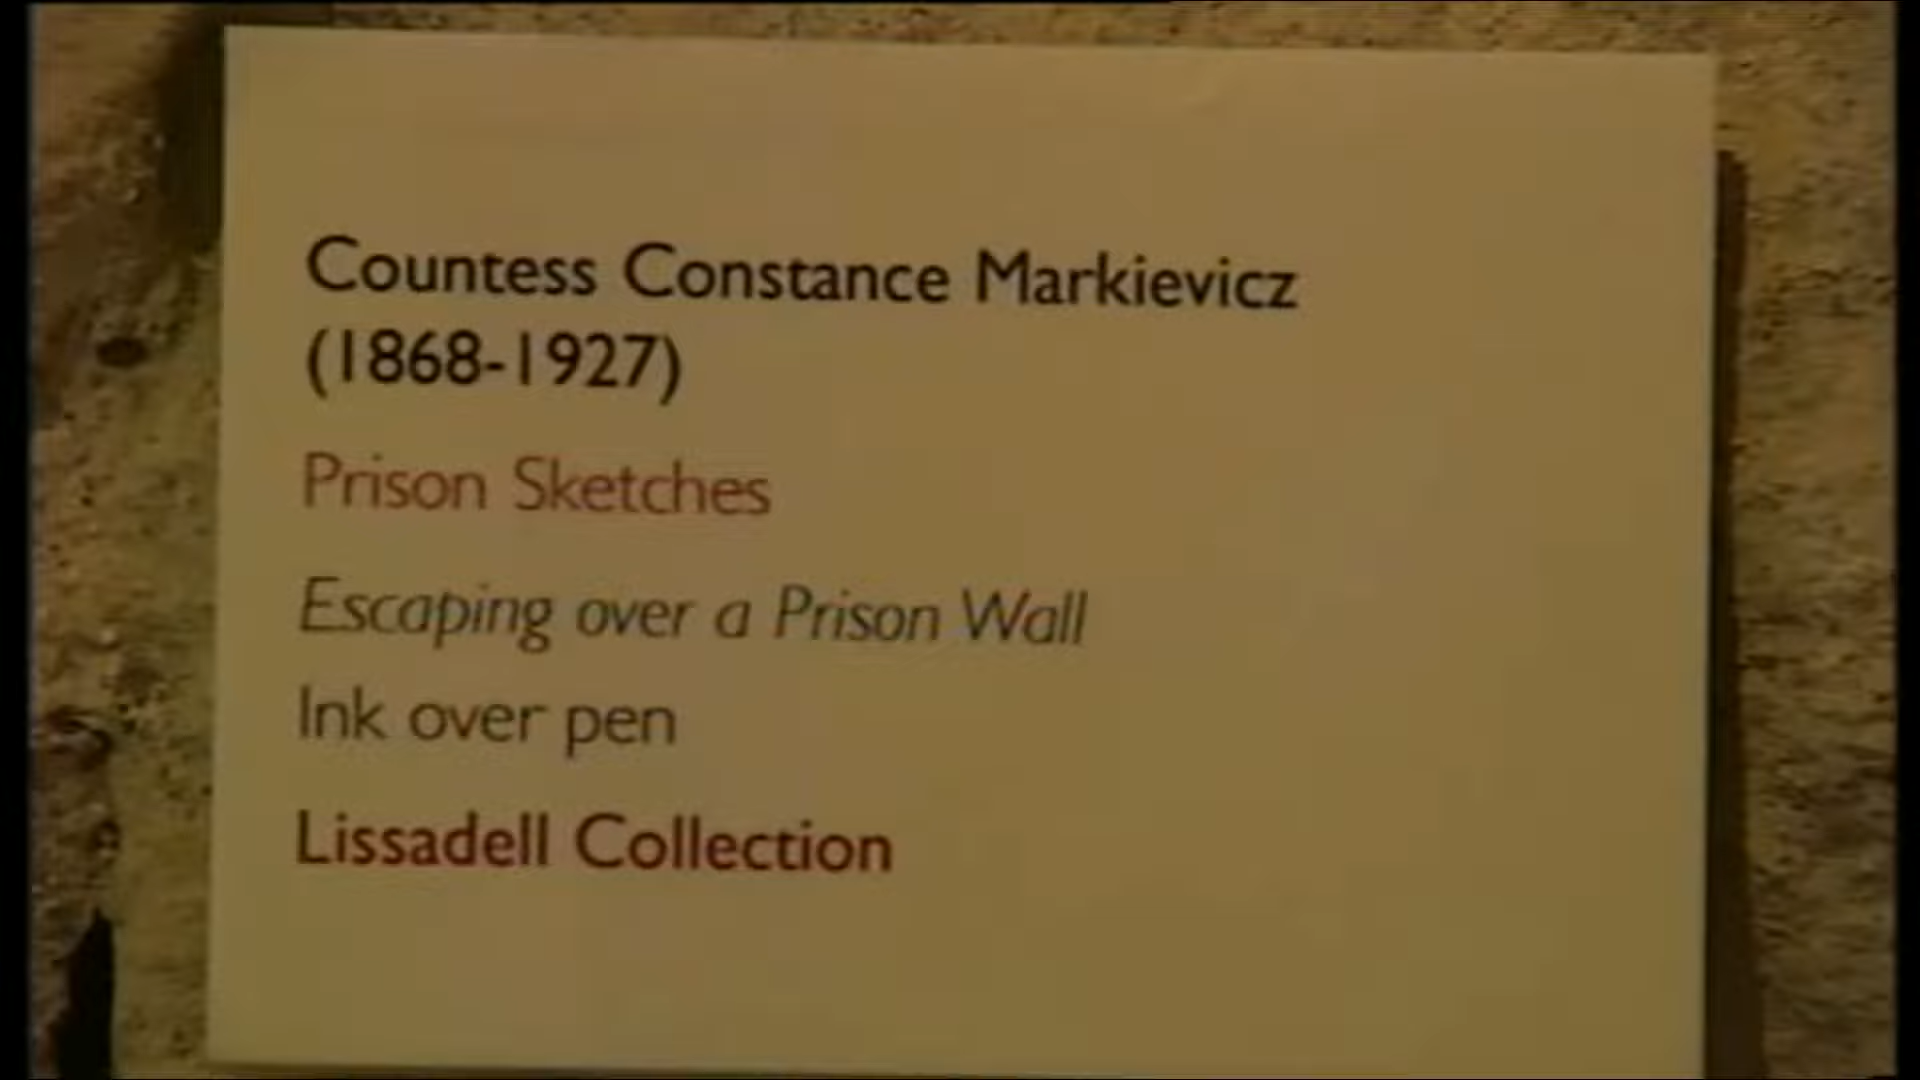 Countess Constance Markievicz
(1868-1927)
Prison Sketches
Escaping over a Prison Wall
Ink over pen
Lissadell Collection